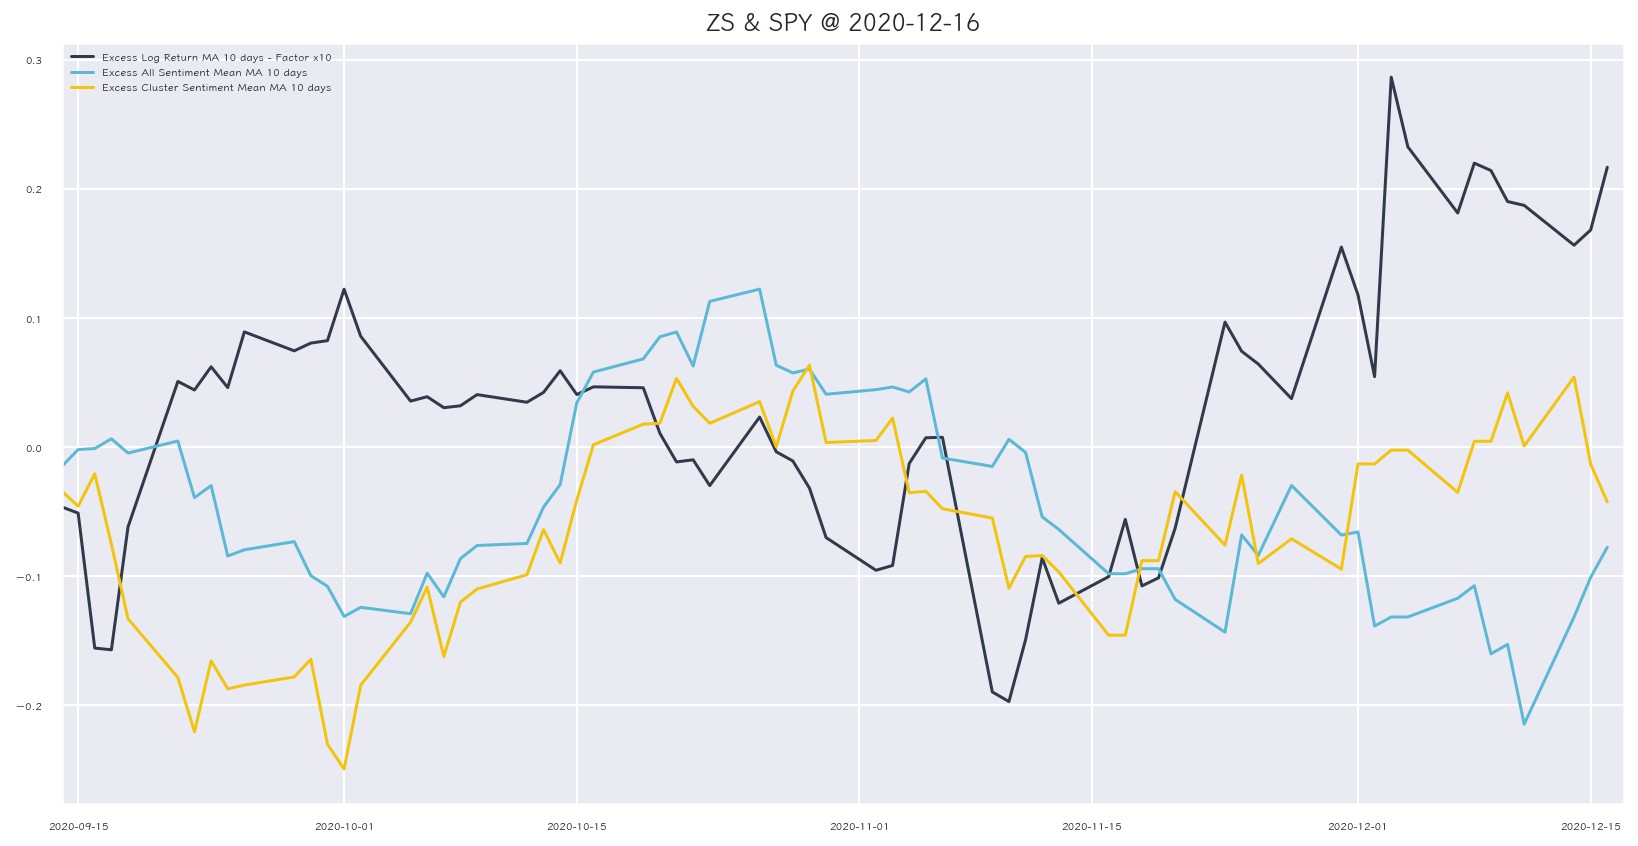 ZS & SPY @ 2020-12-16
Excess Log Return MA 10 days - Factor x10
Excess All Sentiment Mean MA 10 days
Excess Cluster Sentiment Mean MA 10 days
0.3
0.2
0.1
0.0
−0.1
−0.2
2020-09-15 2020-10-01 2020-10-15 2020-11-01 2020-11-15 2020-12-01 2020-12-15